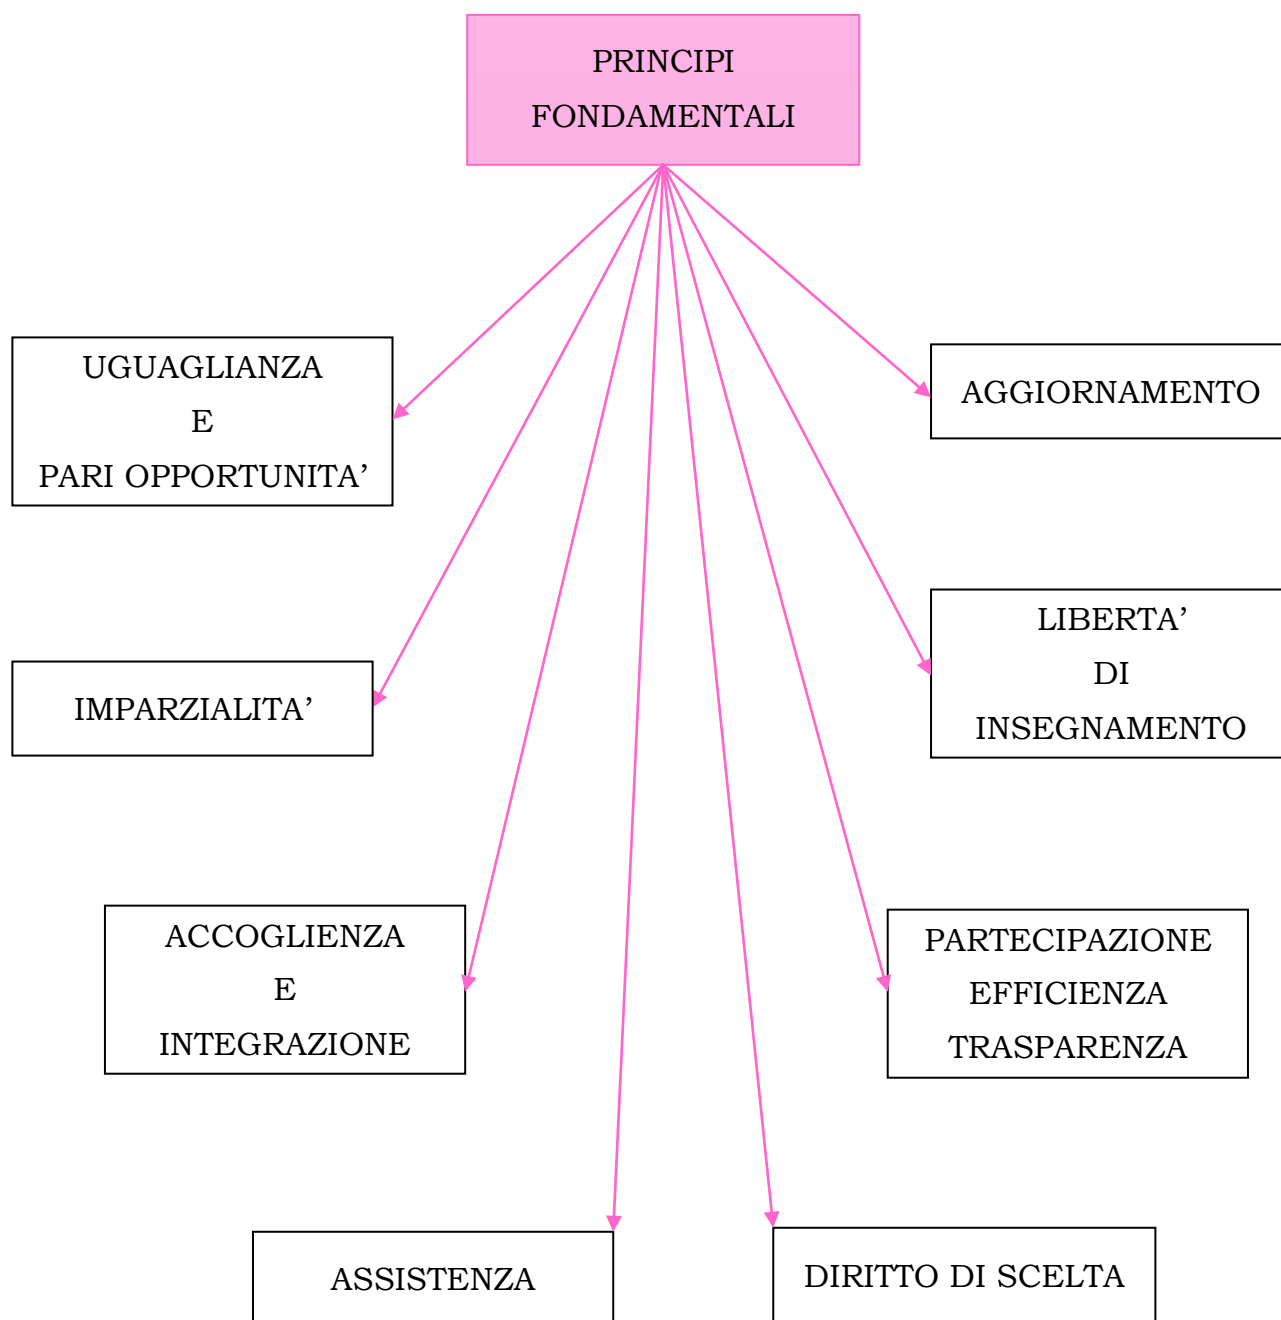 PRINCIPI
FONDAMENTALI
UGUAGLIANZA
E
PARI OPPORTUNITA’
AGGIORNAMENTO
LIBERTA’
DI
INSEGNAMENTO
IMPARZIALITA’
ACCOGLIENZA
E
INTEGRAZIONE
PARTECIPAZIONE
EFFICIENZA
TRASPARENZA
ASSISTENZA
DIRITTO DI SCELTA